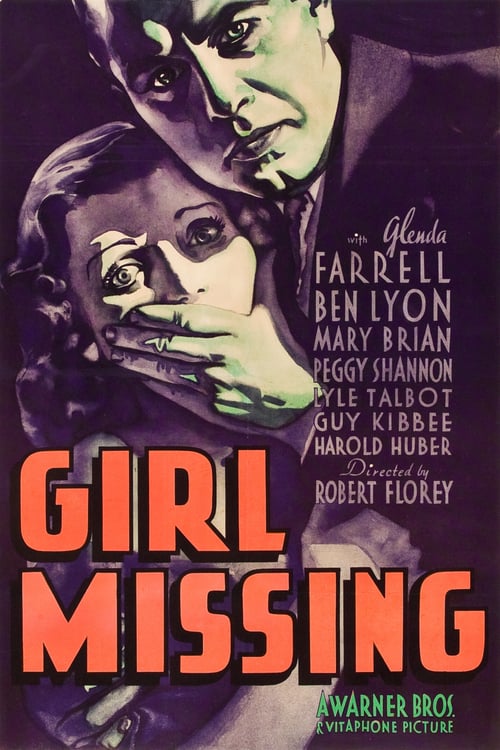 with Glenda
FARRELL
BEN LYON
MARY BRIAN
PEGGY SHANNON
LYLE TALBOT
GUY KIBBEE
HAROLD HUBER
Directed by
ROBERT FLOREY
GIRL
MISSING
A WARNER BROS.
& VITAPHONE PICTURE